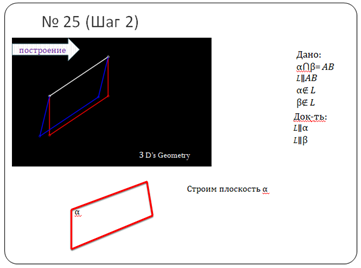 № 25 (Шаг 2)
построение
3 D's Geometry
Дано:
α⋂β= AB
L∥AB
α∉ L
β∉ L
Док-ть:
L∥α
L∥β
Строим плоскость α
α